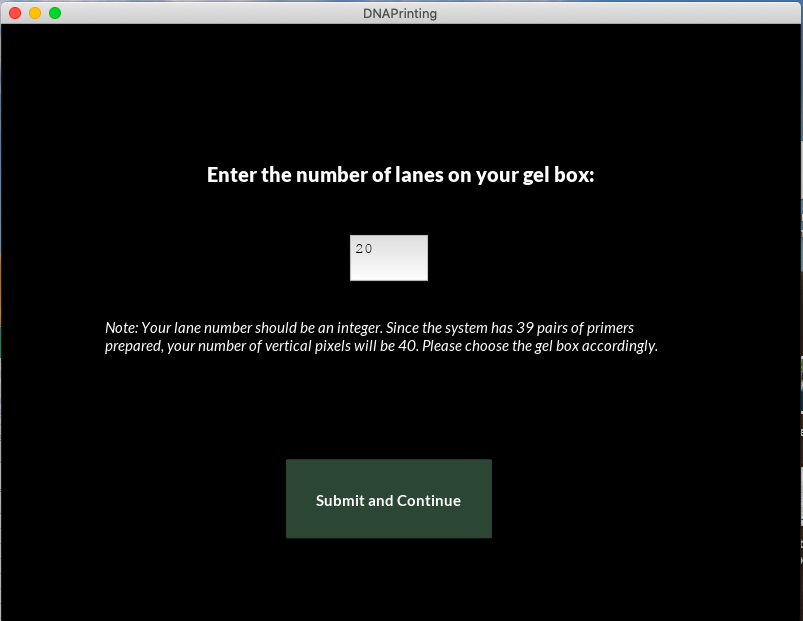 DNAPrinting
Enter the number of lanes on your gel box:
20
Note: Your lane number should be an integer. Since the system has 39 pairs of primers
prepared, your number of vertical pixels will be 40. Please choose the gel box accordingly.
Submit and Continue